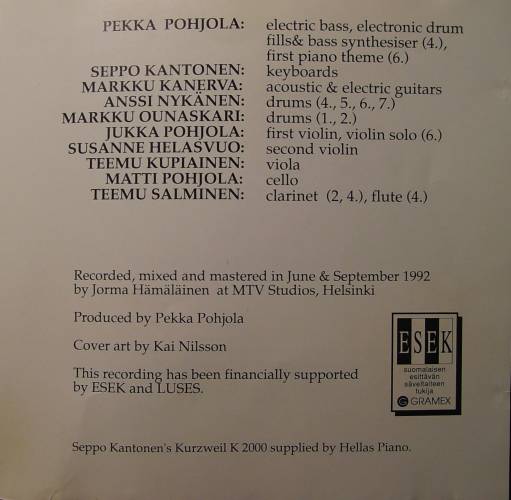 PEKKA POHJOLA: electric bass, electronic drum
fills& bass synthesiser (4.),
first piano theme (6.)
SEPPO KANTONEN: keyboards
MARKKU KANERVA: acoustic & electric guitars
ANSSI NYKÄNEN: drums (4., 5., 6., 7.)
MARKKU OUNASKARI: drums (1., 2.)
JUKKA POHJOLA: first violin, violin solo (6.)
SUSANNE HELASVUO: second violin
TEEMU KUPIAINEN: viola
MATTI POHJOLA: cello
TEEMU SALMINEN: clarinet (2, 4.), flute (4.)
Recorded, mixed and mastered in June & September 1992
by Jorma Hämäläinen at MTV Studios, Helsinki
Produced by Pekka Pohjola
Cover art by Kai Nilsson
This recording has been financially supported
by ESEK and LUSES.
ESEK
suomalaisen
esittävän
säveltaiteen
tukija
GRAMEX
Seppo Kantonen's Kurzweil K 2000 supplied by Hellas Piano.